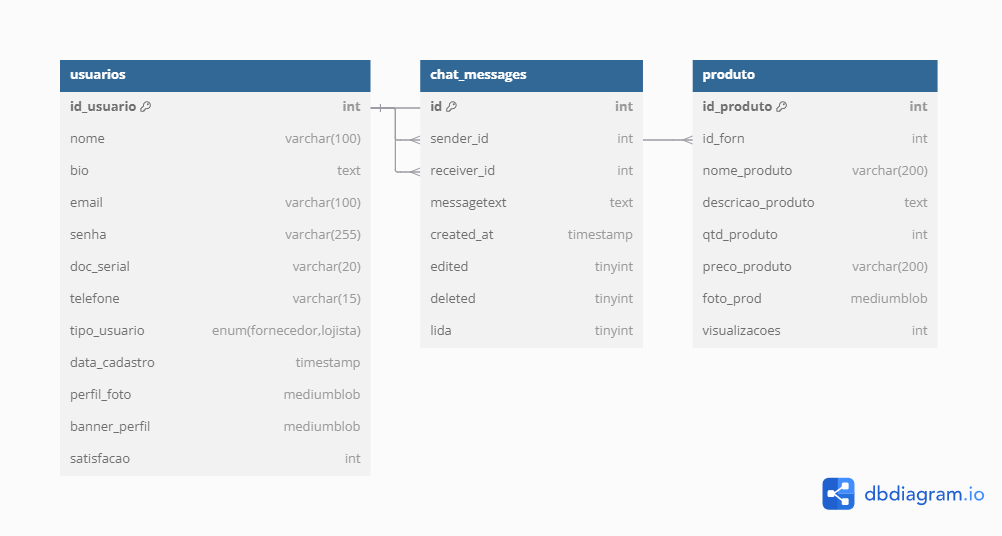 usuarios
id_usuario int
nome varchar(100)
bio text
email varchar(100)
senha varchar(255)
doc_serial varchar(20)
telefone varchar(15)
tipo_usuario enum(fornecedor,lojista)
data_cadastro timestamp
perfil_foto mediumblob
banner_perfil mediumblob
satisfacao int
chat_messages
id int
sender_id int
receiver_id int
messagetext text
created_at timestamp
edited tinyint
deleted tinyint
lida tinyint
produto
id_produto int
id_forn int
nome_produto varchar(200)
descricao_produto text
qtd_produto int
preco_produto varchar(200)
foto_prod mediumblob
visualizacoes int
dbdiagram.io